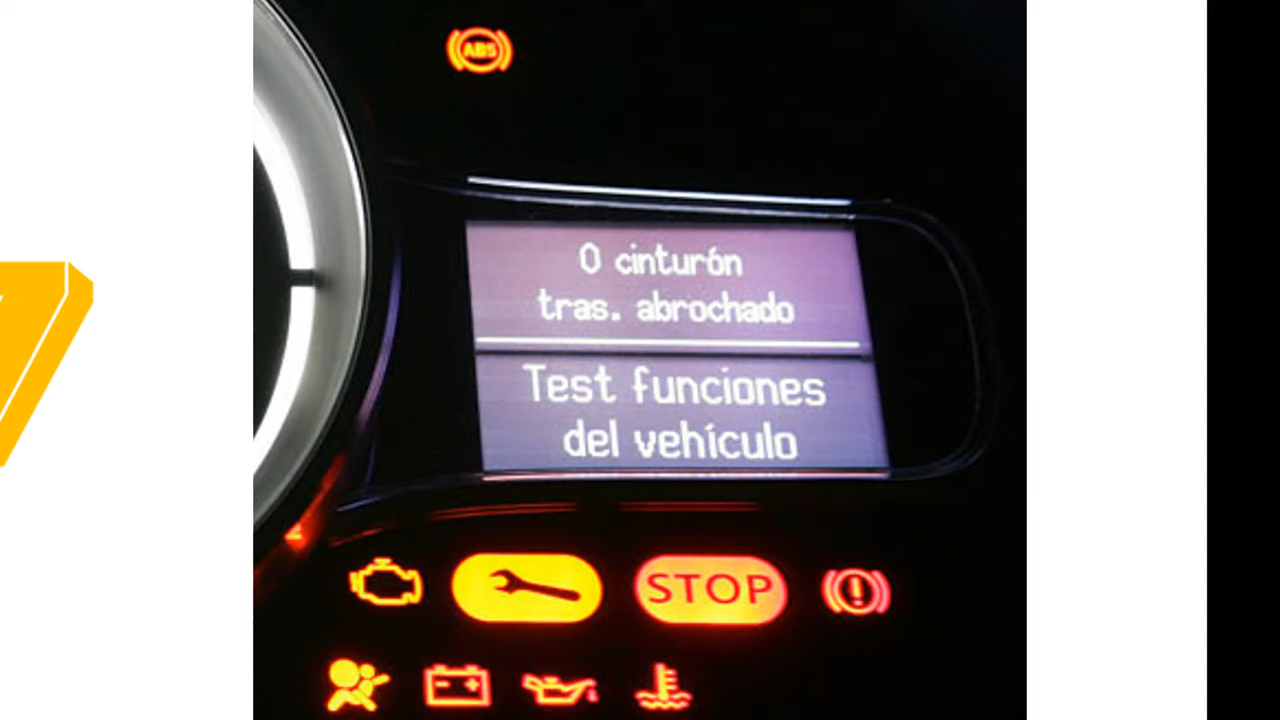 ABS
0 cinturón
tras. abrochado
Test funciones
del vehículo
STOP